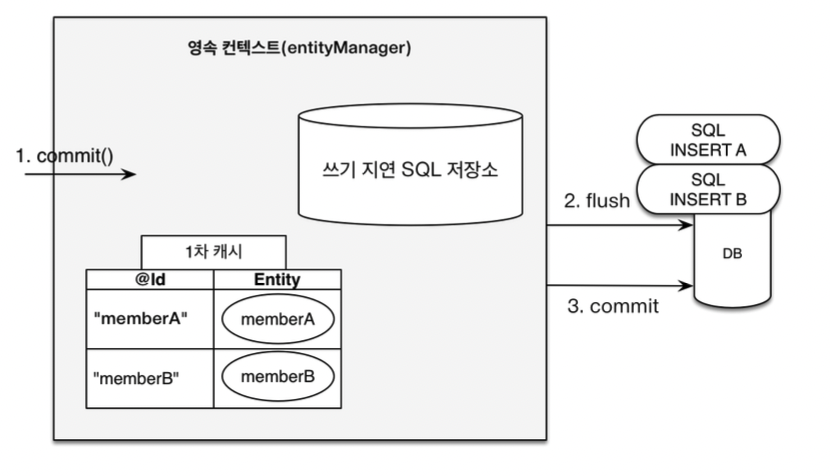 영속 컨텍스트(entityManager)
1. commit()
쓰기 지연 SQL 저장소
SQL
INSERT A
SQL
INSERT B
2. flush
DB
3. commit
1차 캐시
@Id Entity
"memberA" memberA
"memberB" memberB